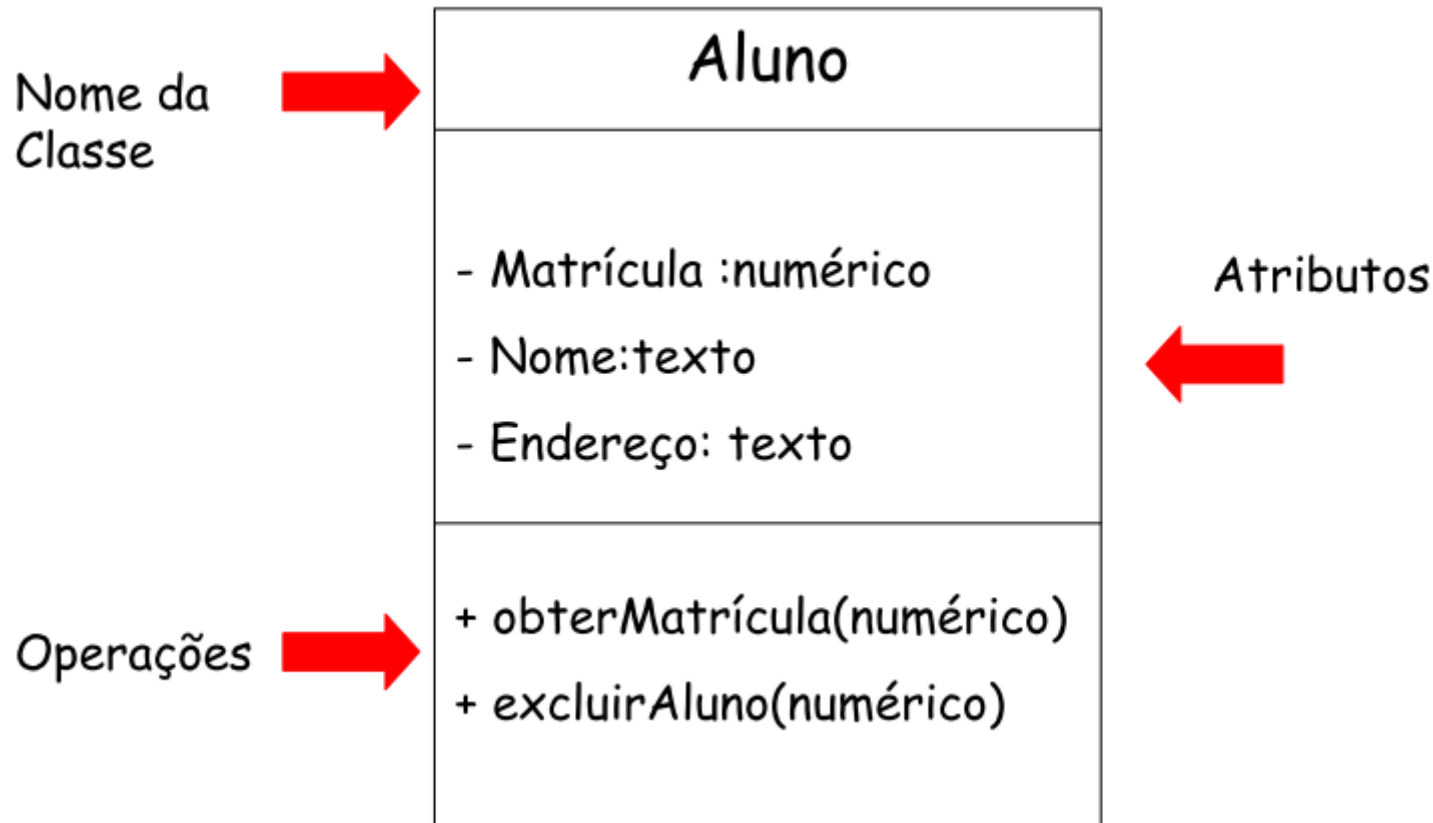 Aluno
Nome da
Classe
- Matrícula :numérico
- Nome:texto
- Endereço: texto
Atributos
Operações
+ obterMatrícula(numérico)
+ excluirAluno(numérico)